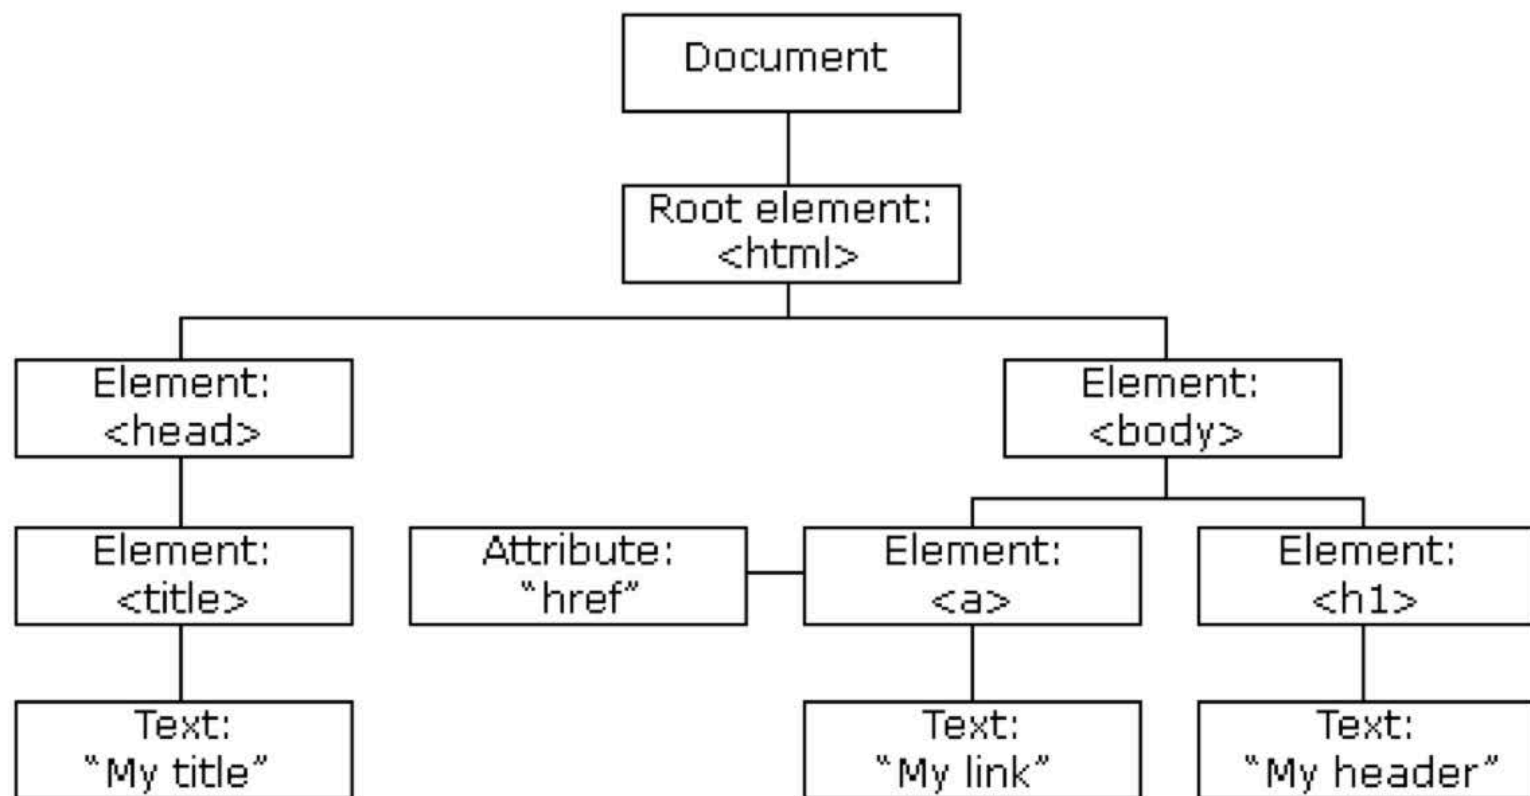 Document
Root element:
<html>
Element:
<head>
Element:
<body>
Element:
<title>
Attribute:
“href”
Element:
<a>
Element:
<h1>
Text:
“My title”
Text:
“My link”
Text:
“My header”